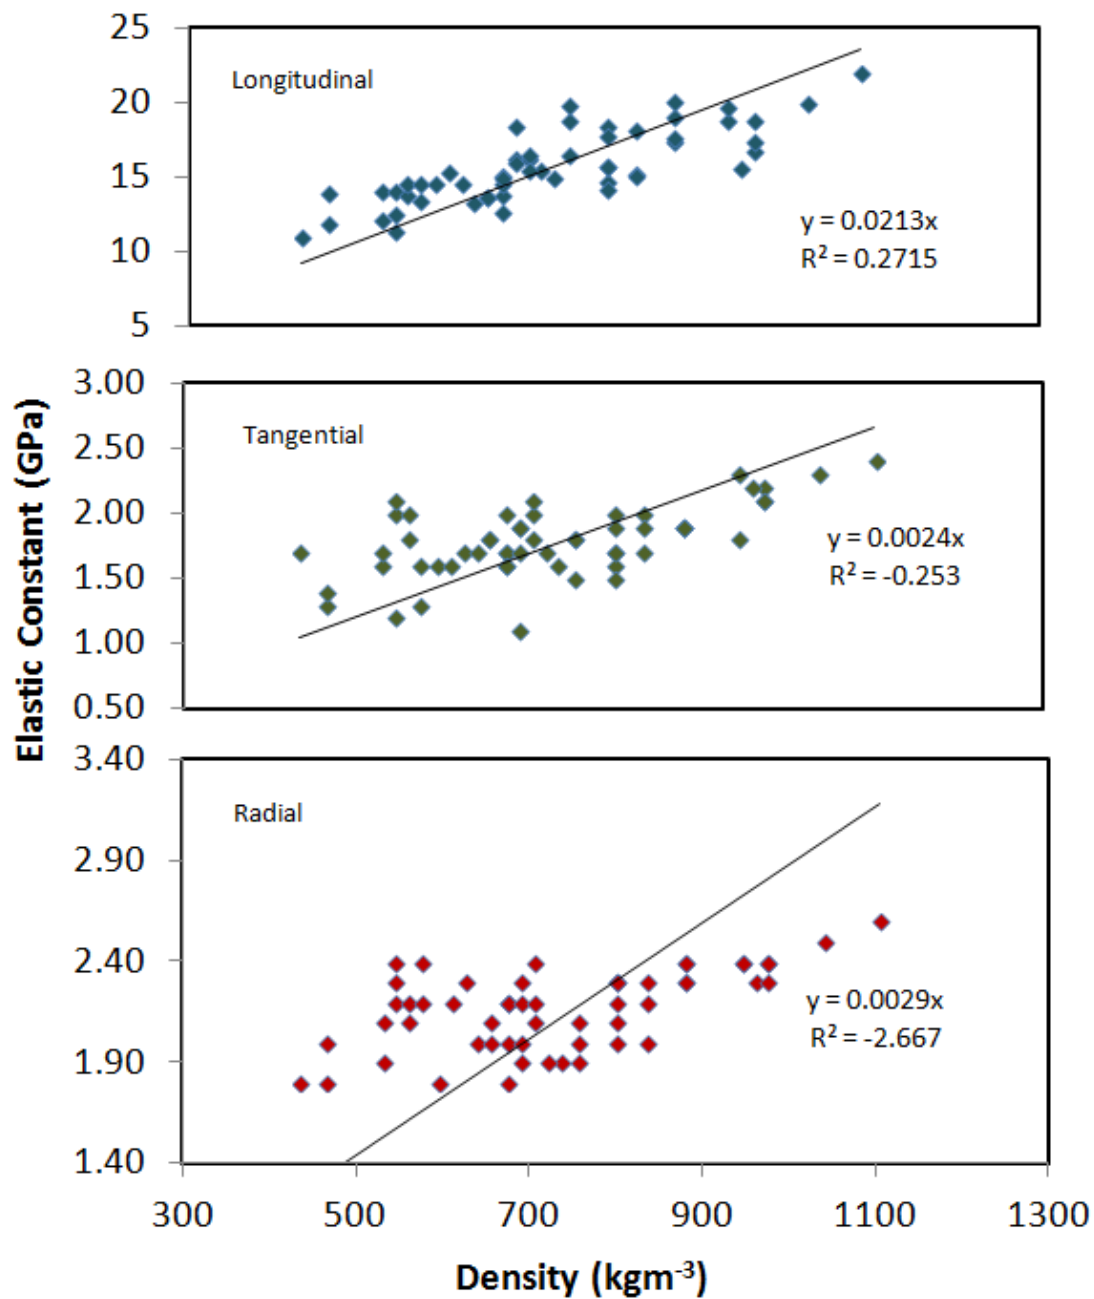 25
20
15
10
5
Longitudinal
y = 0.0213x
R² = 0.2715
Elastic Constant (GPa)
3.00
2.50
2.00
1.50
1.00
0.50
Tangential
y = 0.0024x
R² = -0.253
3.40
2.90
2.40
1.90
1.40
Radial
y = 0.0029x
R² = -2.667
300 500 700 900 1100 1300
Density (kgm⁻³)